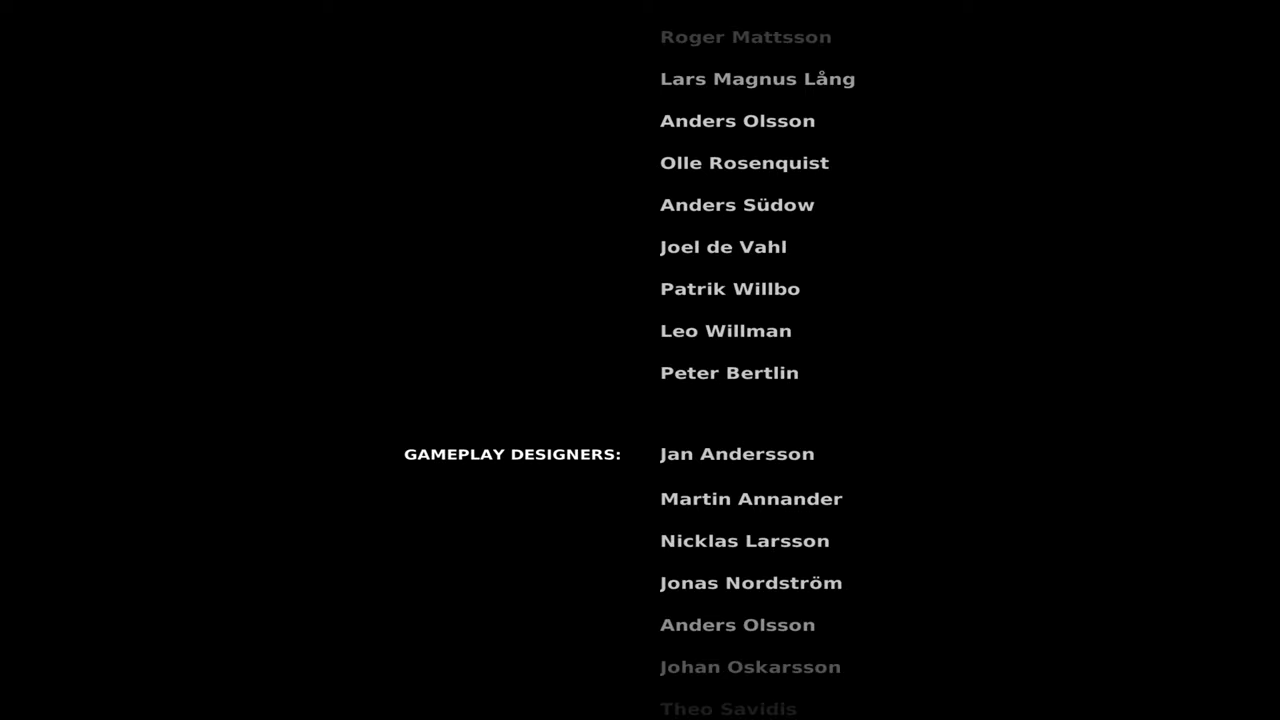 Roger Mattsson
Lars Magnus Lång
Anders Olsson
Olle Rosenquist
Anders Südow
Joel de Vahl
Patrik Willbo
Leo Willman
Peter Bertlin
GAMEPLAY DESIGNERS: Jan Andersson
Martin Annander
Nicklas Larsson
Jonas Nordström
Anders Olsson
Johan Oskarsson
Theo Savidis